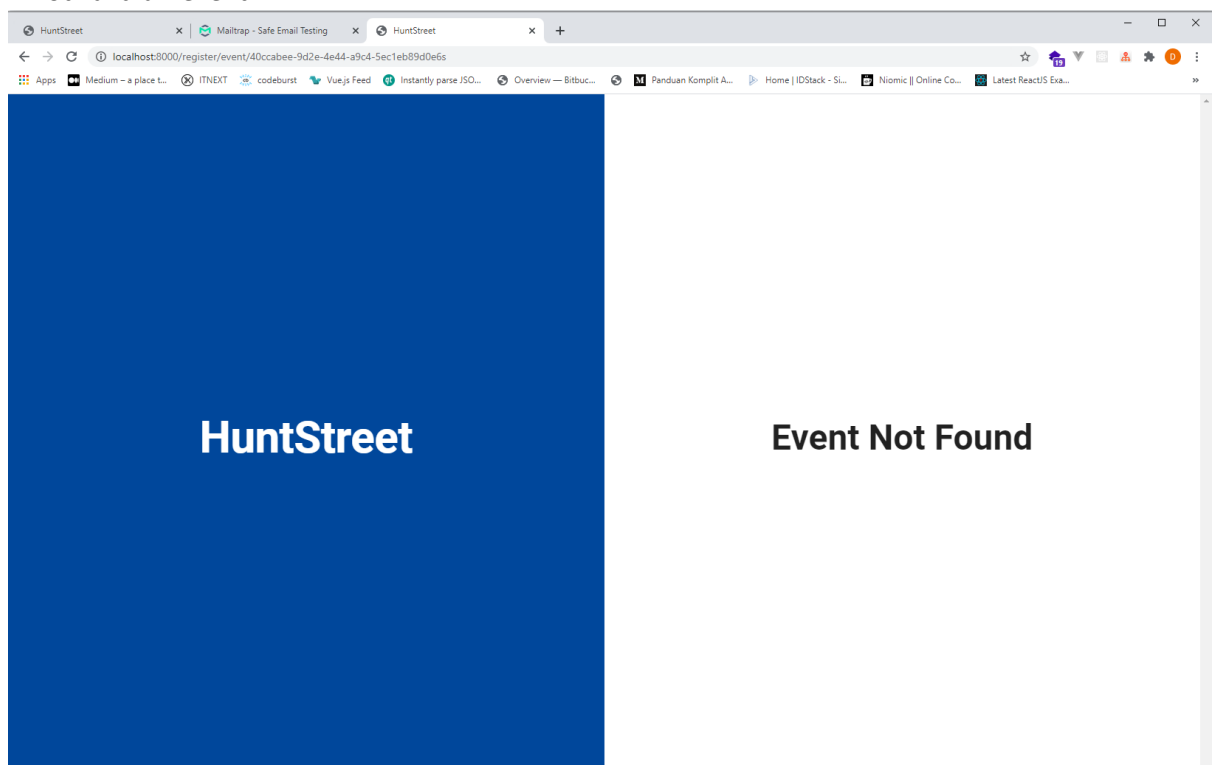 HuntStreet
Mailtrap - Safe Email Testing
HuntStreet
localhost:8000/register/event/40ccabee-9d2e-4e44-a9c4-5ec1eb89d0e6s
19
D
Apps
Medium – a place t...
ITNEXT
codeburst
Vue.js Feed
Instantly parse JSO...
Overview — Bitbuc...
Panduan Komplit A...
Home | IDStack - Si...
Niomic || Online Co...
Latest ReactJS Exa...
HuntStreet
Event Not Found